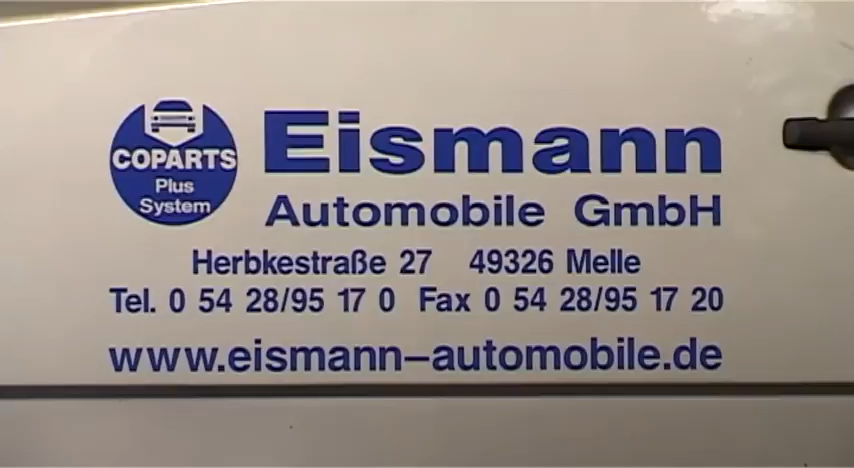 COPARTS
Plus
System
Eismann
Automobile GmbH
Herbkestraße 27 49326 Melle
Tel. 0 54 28/95 17 0 Fax 0 54 28/95 17 20
www.eismann-automobile.de